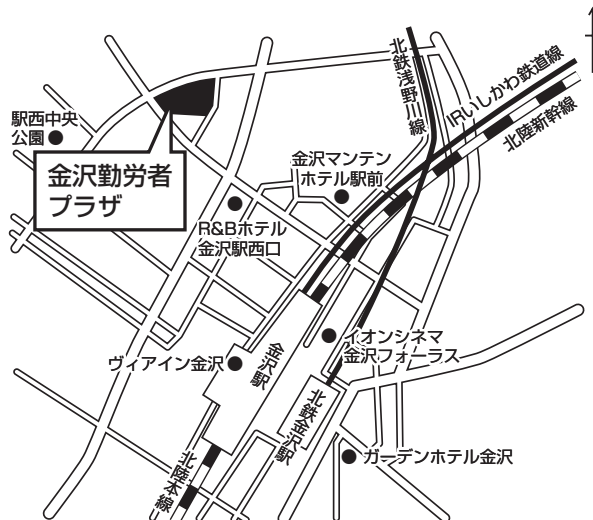 北鉄浅野川線
IRいしかわ鉄道線
北陸新幹線
駅西中央
公園
金沢勤労者
プラザ
金沢マンテン
ホテル駅前
R&Bホテル
金沢駅西口
イオンシネマ
金沢フォーラス
ヴィアイン金沢
金沢駅
北鉄金沢駅
ガーデンホテル金沢
北陸本線